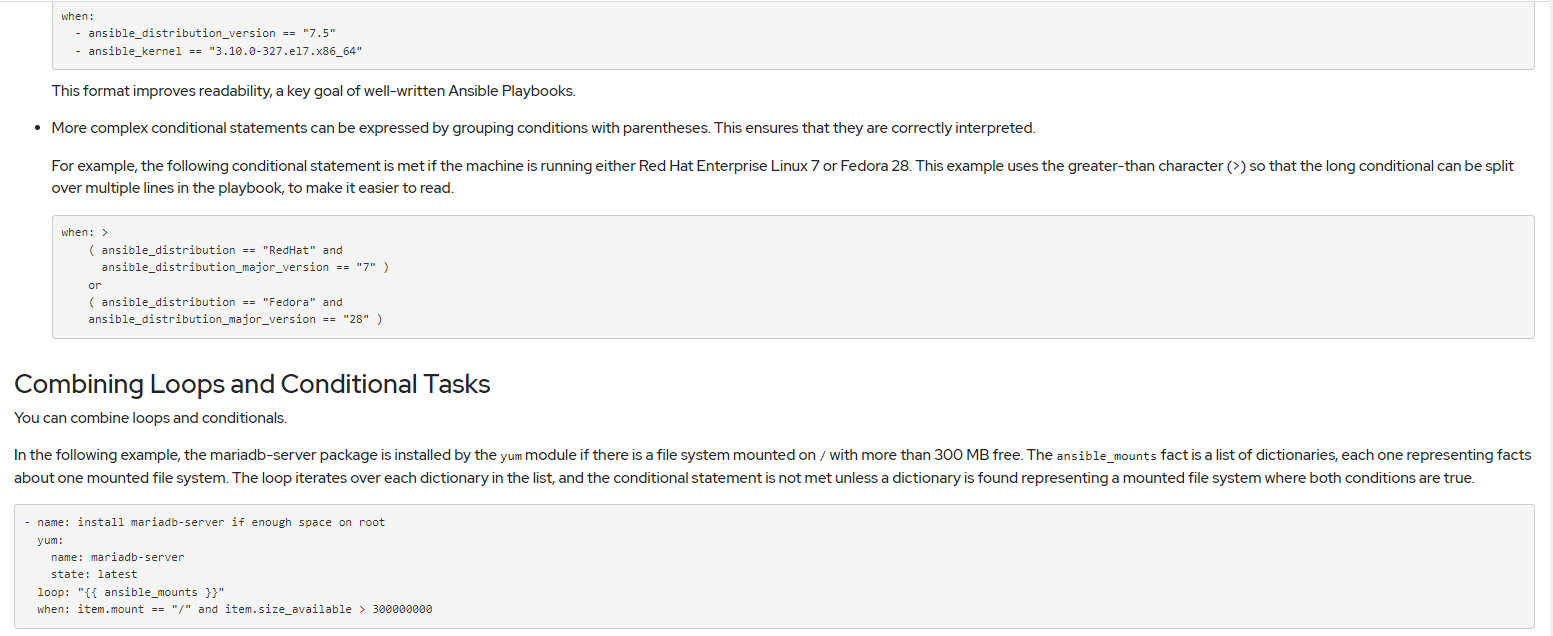 when:
  - ansible_distribution_version == "7.5"
  - ansible_kernel == "3.10.0-327.el7.x86_64"
This format improves readability, a key goal of well-written Ansible Playbooks.
• More complex conditional statements can be expressed by grouping conditions with parentheses. This ensures that they are correctly interpreted.
For example, the following conditional statement is met if the machine is running either Red Hat Enterprise Linux 7 or Fedora 28. This example uses the greater-than character (>) so that the long conditional can be split
over multiple lines in the playbook, to make it easier to read.
when: >
    ( ansible_distribution == "RedHat" and
      ansible_distribution_major_version == "7" )
    or
    ( ansible_distribution == "Fedora" and
    ansible_distribution_major_version == "28" )
Combining Loops and Conditional Tasks
You can combine loops and conditionals.
In the following example, the mariadb-server package is installed by the yum module if there is a file system mounted on / with more than 300 MB free. The ansible_mounts fact is a list of dictionaries, each one representing facts
about one mounted file system. The loop iterates over each dictionary in the list, and the conditional statement is not met unless a dictionary is found representing a mounted file system where both conditions are true.
- name: install mariadb-server if enough space on root
  yum:
    name: mariadb-server
    state: latest
  loop: "{{ ansible_mounts }}"
  when: item.mount == "/" and item.size_available > 300000000